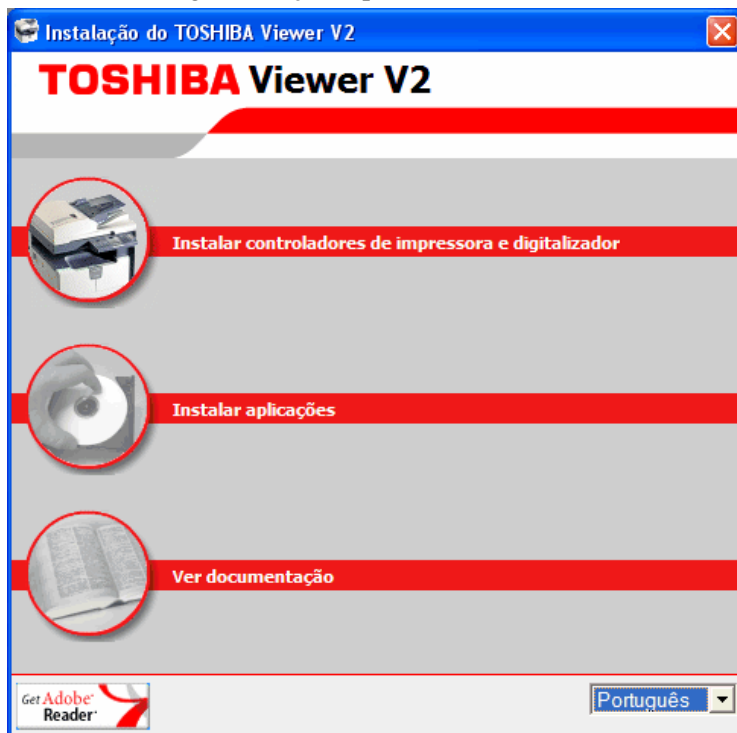 Instalação do TOSHIBA Viewer V2
TOSHIBA Viewer V2
Instalar controladores de impressora e digitalizador
Instalar aplicações
Ver documentação
Get Adobe
Reader
Português